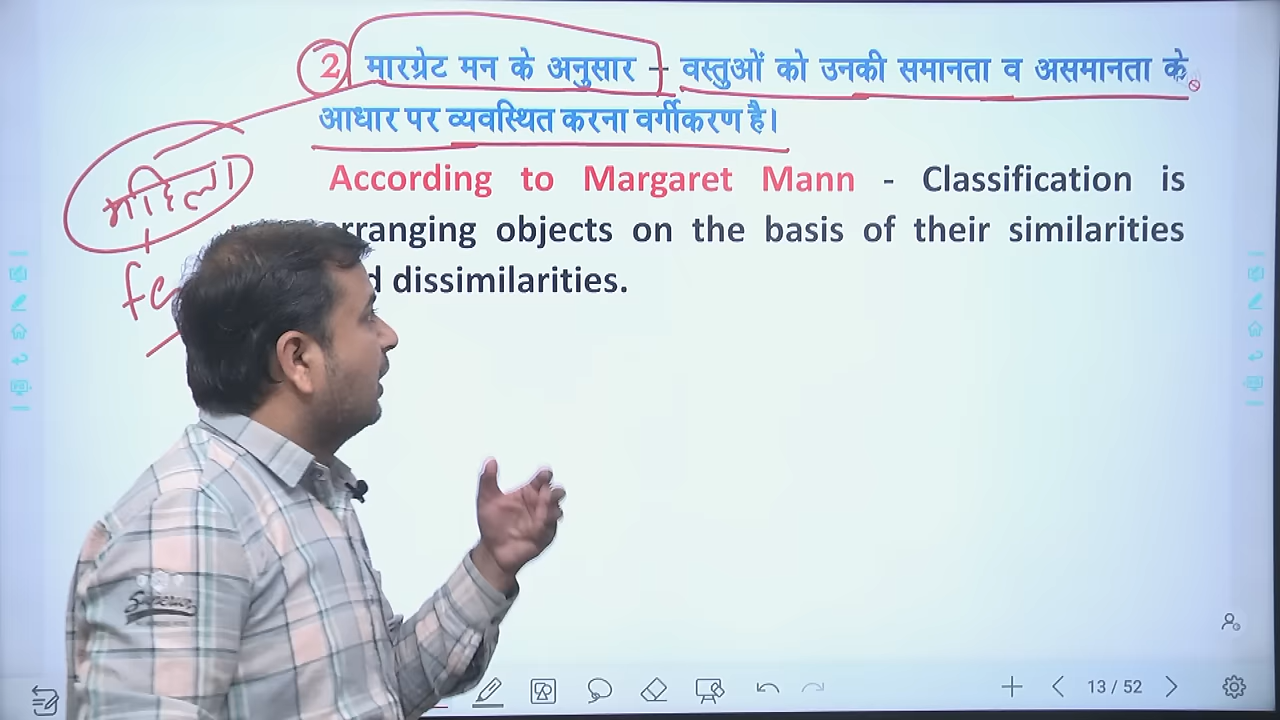 2 मारग्रेट मन के अनुसार – वस्तुओं को उनकी समानता व असमानता के
आधार पर व्यवस्थित करना वर्गीकरण है।
महिला
According to Margaret Mann - Classification is
rranging objects on the basis of their similarities
d dissimilarities.
13 / 52